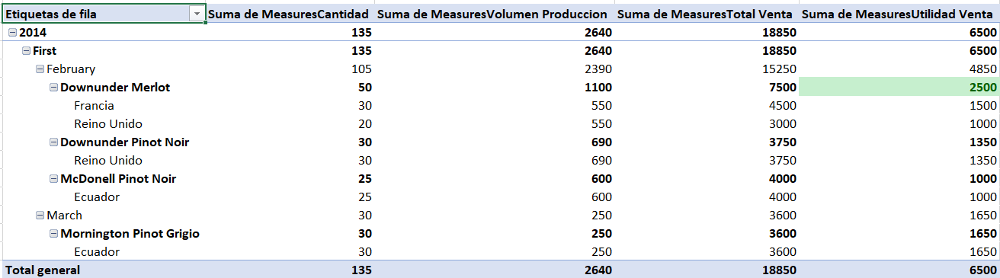 Etiquetas de fila Suma de MeasuresCantidad Suma de MeasuresVolumen Produccion Suma de MeasuresTotal Venta Suma de MeasuresUtilidad Venta
2014 135 2640 18850 6500
First 135 2640 18850 6500
February 105 2390 15250 4850
Downunder Merlot 50 1100 7500 2500
Francia 30 550 4500 1500
Reino Unido 20 550 3000 1000
Downunder Pinot Noir 30 690 3750 1350
Reino Unido 30 690 3750 1350
McDonell Pinot Noir 25 600 4000 1000
Ecuador 25 600 4000 1000
March 30 250 3600 1650
Mornington Pinot Grigio 30 250 3600 1650
Ecuador 30 250 3600 1650
Total general 135 2640 18850 6500